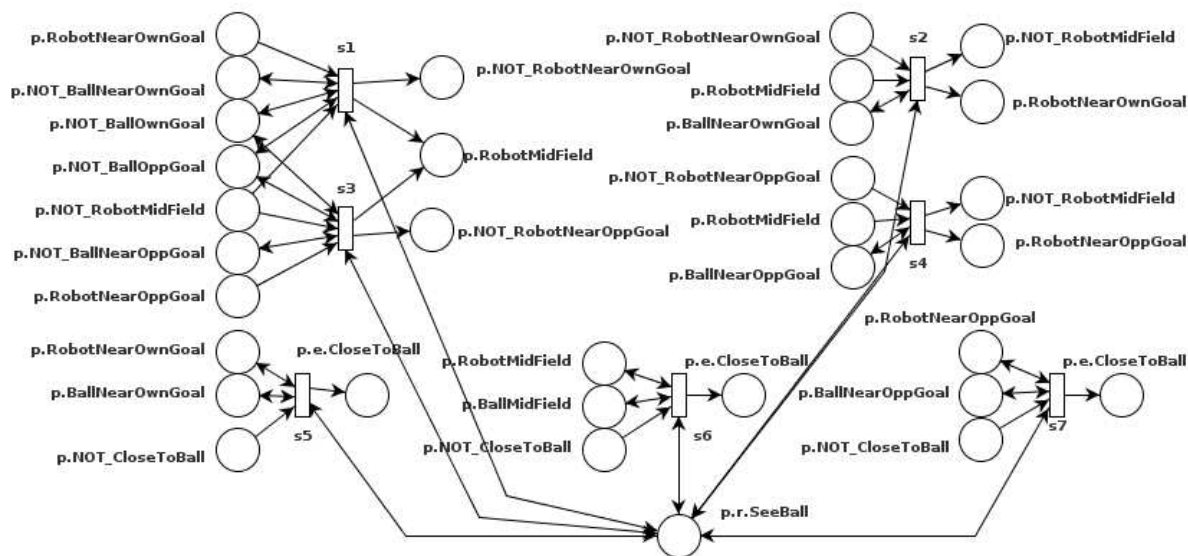 p.RobotNearOwnGoal
s1
p.NOT_BallNearOwnGoal
p.NOT_RobotNearOwnGoal
p.NOT_BallOwnGoal
p.NOT_BallOppGoal
p.RobotMidField
s3
p.NOT_RobotMidField
p.NOT_RobotNearOppGoal
p.NOT_BallNearOppGoal
p.RobotNearOppGoal
p.NOT_RobotNearOwnGoal
s2
p.NOT_RobotMidField
p.RobotMidField
p.RobotNearOwnGoal
p.BallNearOwnGoal
p.NOT_RobotNearOppGoal
p.NOT_RobotMidField
p.RobotMidField
p.RobotNearOppGoal
p.BallNearOppGoal
s4
p.RobotNearOwnGoal
p.e.CloseToBall
p.BallNearOwnGoal
s5
p.NOT_CloseToBall
p.RobotMidField
p.e.CloseToBall
p.BallMidField
s6
p.NOT_CloseToBall
p.RobotNearOppGoal
p.e.CloseToBall
p.BallNearOppGoal
s7
p.NOT_CloseToBall
p.r.SeeBall